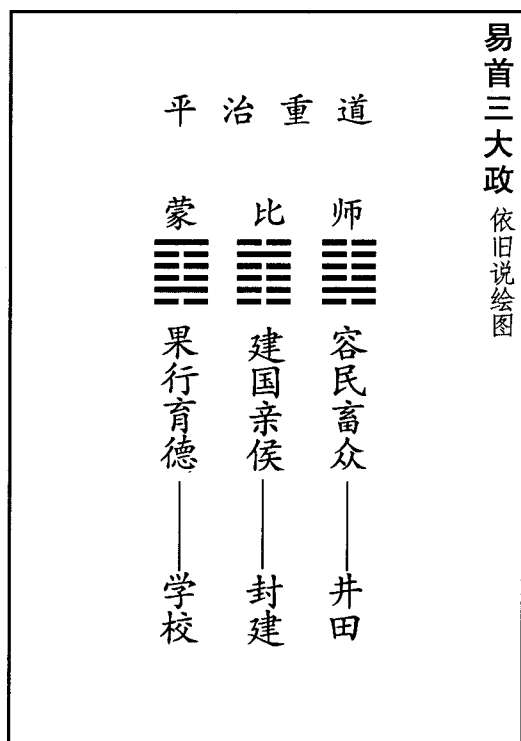 易首三大政 依旧说绘图
平治重道
师
容民畜众
井田
比
建国亲侯
封建
蒙
果行育德
学校